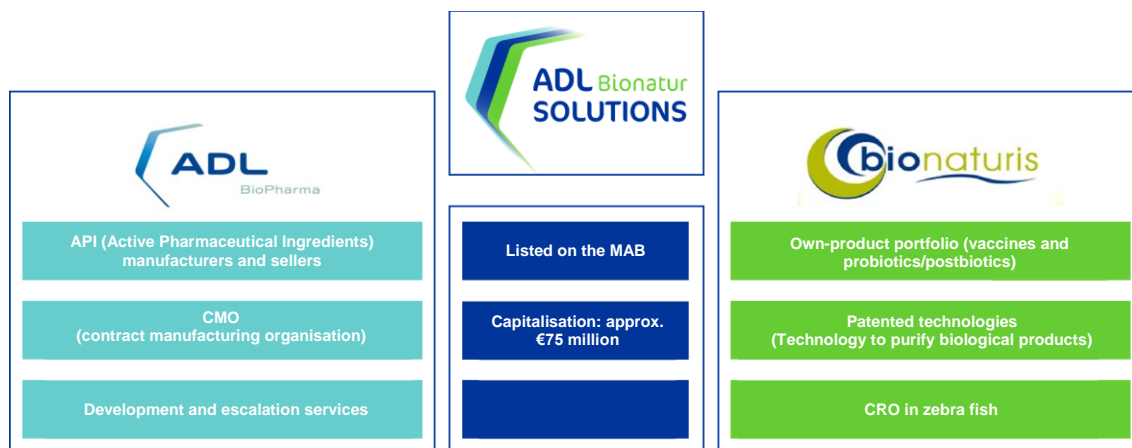 ADL Bionatur
SOLUTIONS
ADL
BioPharma
API (Active Pharmaceutical Ingredients)
manufacturers and sellers
CMO
(contract manufacturing organisation)
Development and escalation services
Listed on the MAB
Capitalisation: approx.
€75 million
bionaturis
Own-product portfolio (vaccines and
probiotics/postbiotics)
Patented technologies
(Technology to purify biological products)
CRO in zebra fish